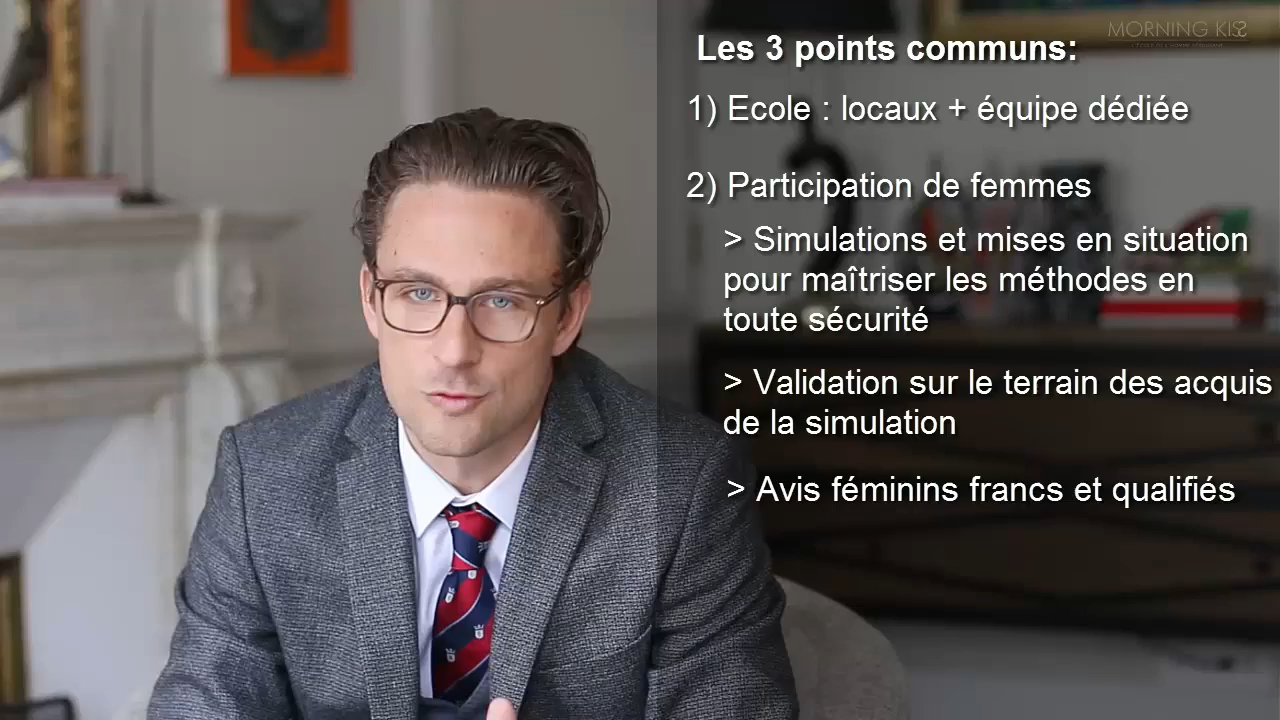 MORNING KISS
Les 3 points communs:
1) Ecole : locaux + équipe dédiée
2) Participation de femmes
> Simulations et mises en situation
pour maîtriser les méthodes en
toute sécurité
> Validation sur le terrain des acquis
de la simulation
> Avis féminins francs et qualifiés